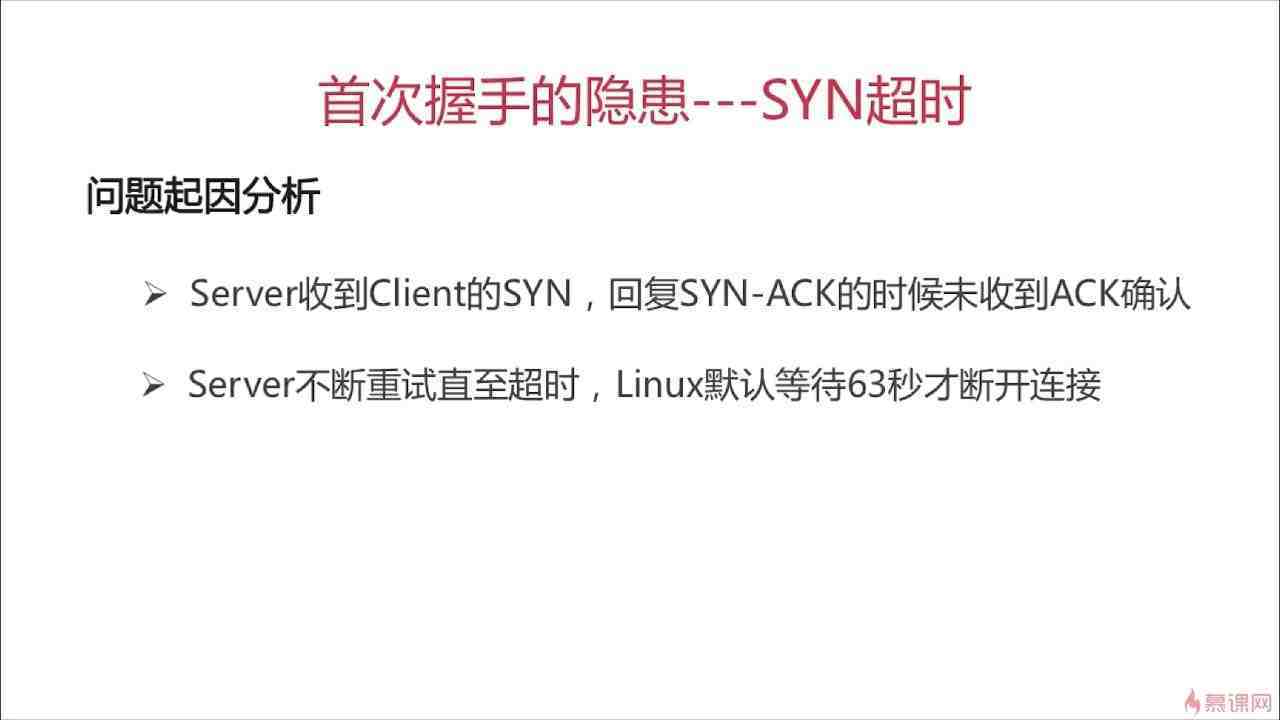 首次握手的隐患---SYN超时
问题起因分析
Server收到Client的SYN，回复SYN-ACK的时候未收到ACK确认
Server不断重试直至超时，Linux默认等待63秒才断开连接
慕课网